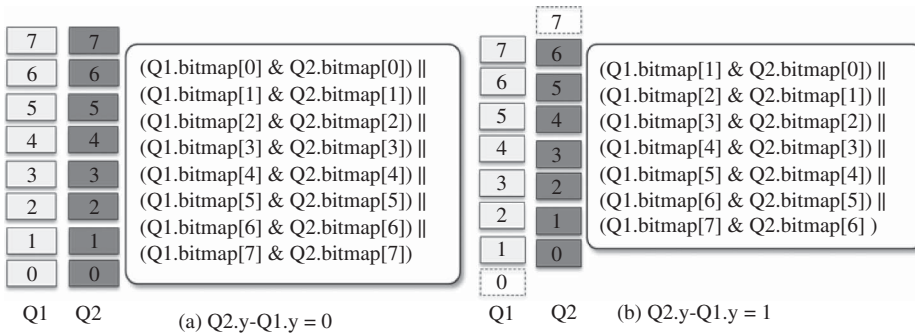 7 7
6 6
5 5
4 4
3 3
2 2
1 1
0 0
Q1 Q2
(Q1.bitmap[0] & Q2.bitmap[0]) ||
(Q1.bitmap[1] & Q2.bitmap[1]) ||
(Q1.bitmap[2] & Q2.bitmap[2]) ||
(Q1.bitmap[3] & Q2.bitmap[3]) ||
(Q1.bitmap[4] & Q2.bitmap[4]) ||
(Q1.bitmap[5] & Q2.bitmap[5]) ||
(Q1.bitmap[6] & Q2.bitmap[6]) ||
(Q1.bitmap[7] & Q2.bitmap[7])
(a) Q2.y-Q1.y = 0
7
7 6
6 5
5 4
4 3
3 2
2 1
1 0
0
Q1 Q2
(Q1.bitmap[1] & Q2.bitmap[0]) ||
(Q1.bitmap[2] & Q2.bitmap[1]) ||
(Q1.bitmap[3] & Q2.bitmap[2]) ||
(Q1.bitmap[4] & Q2.bitmap[3]) ||
(Q1.bitmap[5] & Q2.bitmap[4]) ||
(Q1.bitmap[6] & Q2.bitmap[5]) ||
(Q1.bitmap[7] & Q2.bitmap[6] )
(b) Q2.y-Q1.y = 1